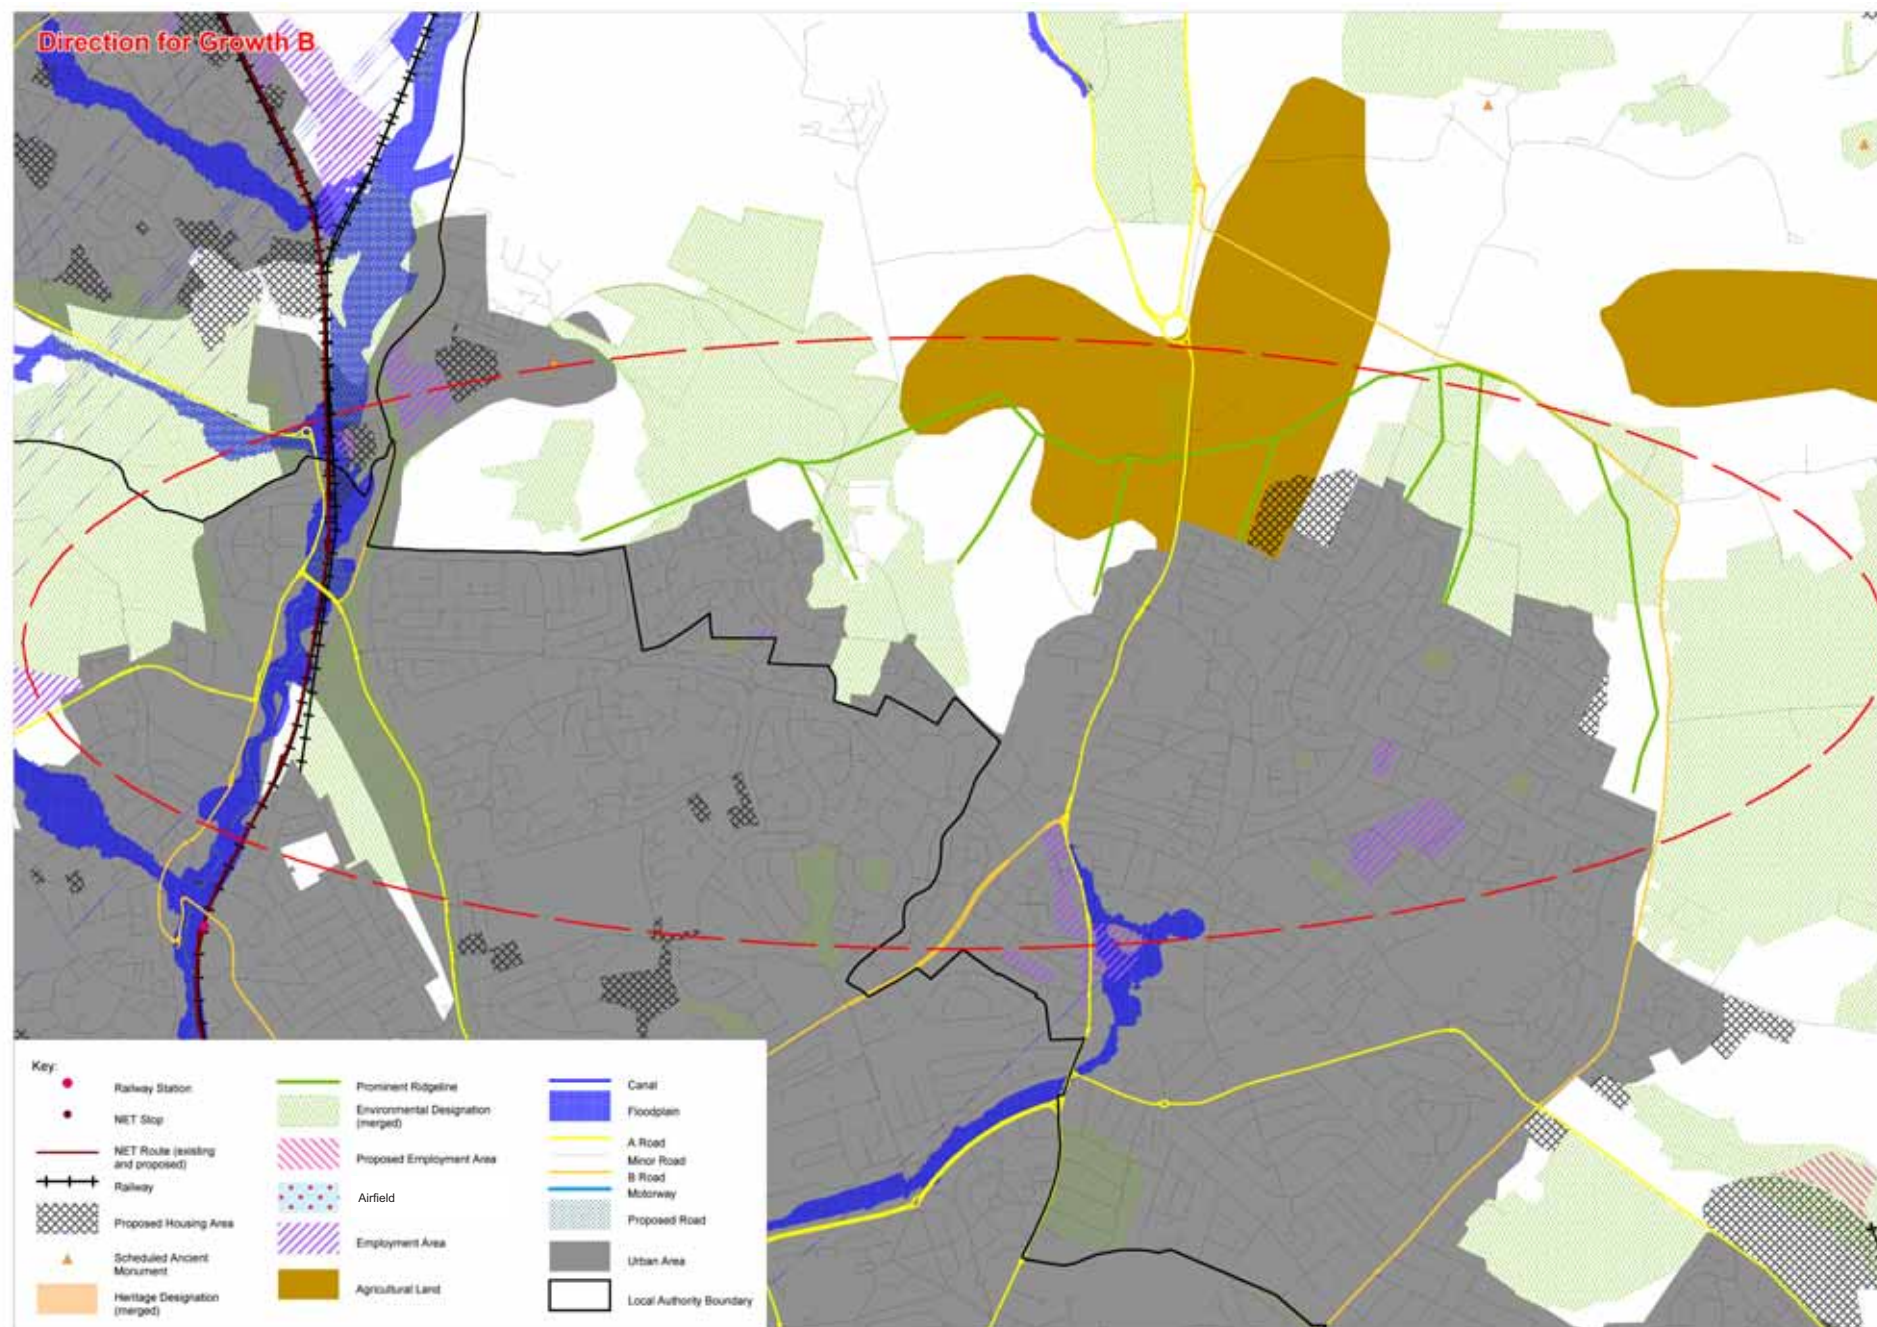 Direction for Growth B
Key:
Railway Station
NET Stop
NET Route (existing
and proposed)
Railway
Proposed Housing Area
Scheduled Ancient
Monument
Heritage Designation
(merged)
Prominent Ridgeline
Environmental Designation
(merged)
Proposed Employment Area
Airfield
Employment Area
Agricultural Land
Canal
Floodplain
A Road
Minor Road
B Road
Motorway
Proposed Road
Urban Area
Local Authority Boundary